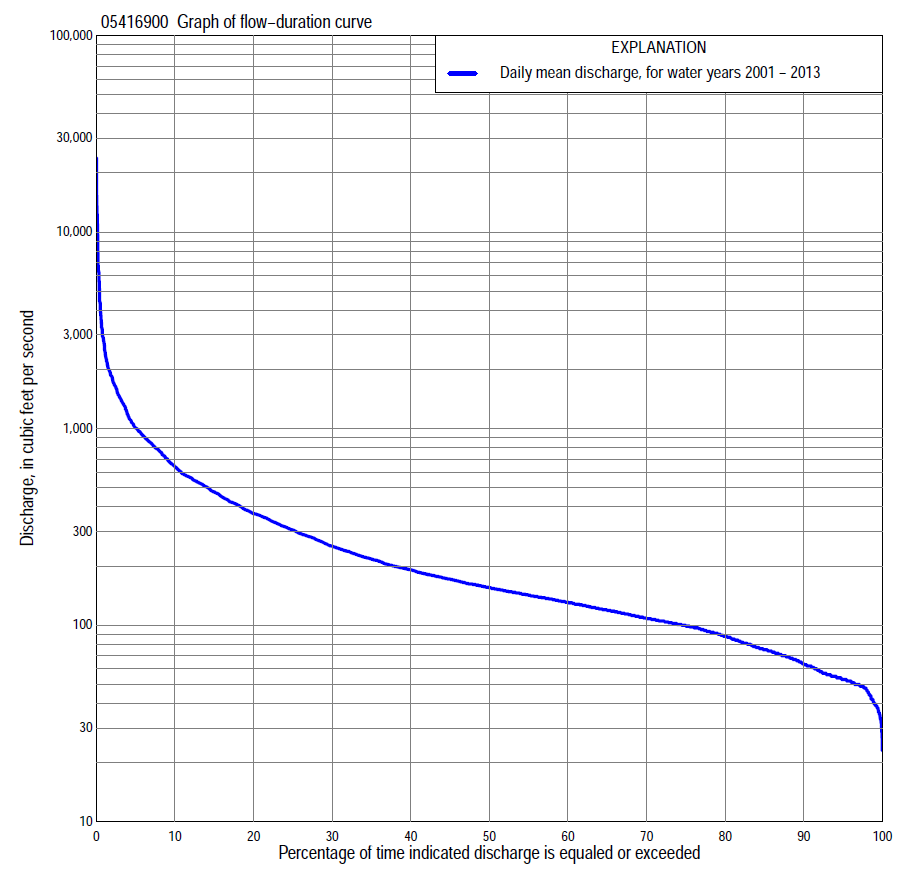 05416900 Graph of flow−duration curve
EXPLANATION
Daily mean discharge, for water years 2001 − 2013
100,000
30,000
10,000
3,000
1,000
300
100
30
10
Discharge, in cubic feet per second
0 10 20 30 40 50 60 70 80 90 100
Percentage of time indicated discharge is equaled or exceeded